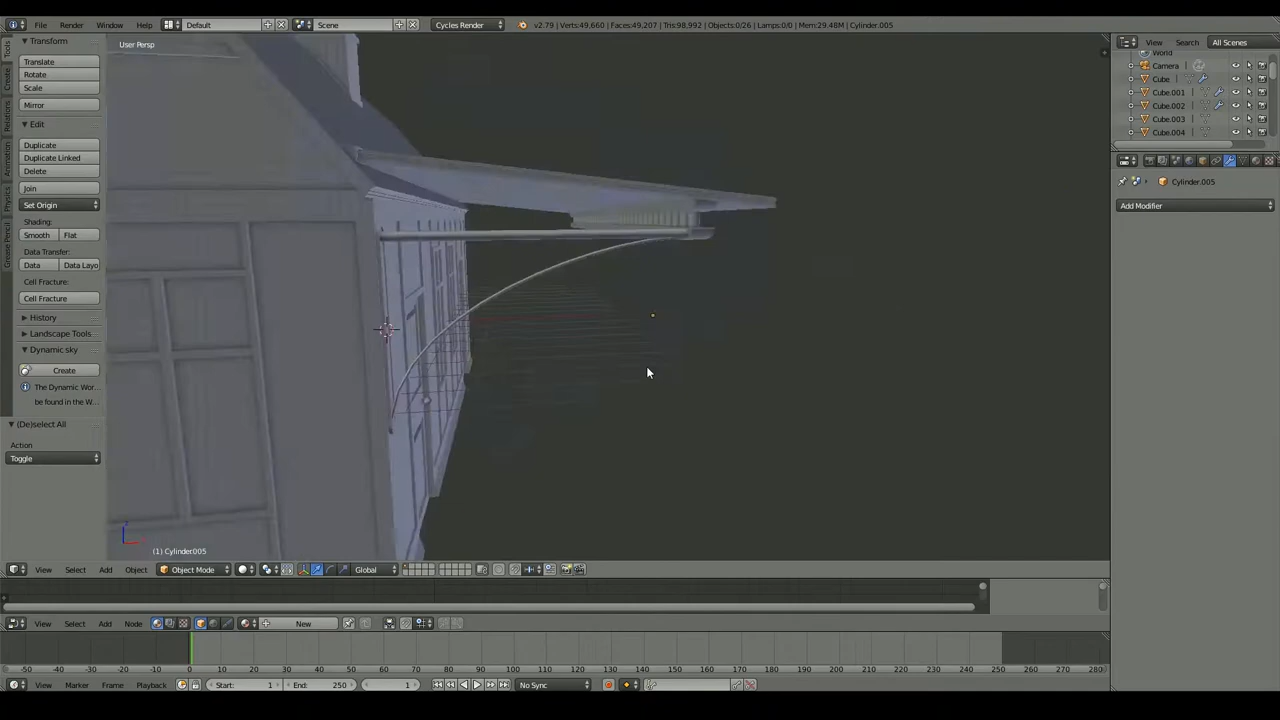 File Render Window Help Default Scene Cycles Render v2.79 | Verts:49,660 | Faces:49,207 | Tris:98,992 | Objects:0/26 | Lamps:0/0 | Mem:29.48M | Cylinder.005
Transform
User Persp
View Search All Scenes
World
Camera
Cube
Cube.001
Cube.002
Cube.003
Cube.004
Cylinder.005
Add Modifier
Tools
Create
Relations
Animation
Physics
Grease Pencil
Translate
Rotate
Scale
Mirror
Edit
Duplicate
Duplicate Linked
Delete
Join
Set Origin
Shading:
Smooth Flat
Data Transfer:
Data Data Layo
Cell Fracture:
Cell Fracture
History
Landscape Tools
Dynamic sky
Create
The Dynamic Wor...
be found in the W...
(De)select All
Action
Toggle
(1) Cylinder.005
View Select Add Object Object Mode Global
View Select Add Node New
-50 -40 -30 -20 -10 0 10 20 30 40 50 60 70 80 90 100 110 120 130 140 150 160 170 180 190 200 210 220 230 240 250 260 270 280
View Marker Frame Playback Start: 1 End: 250 1 No Sync